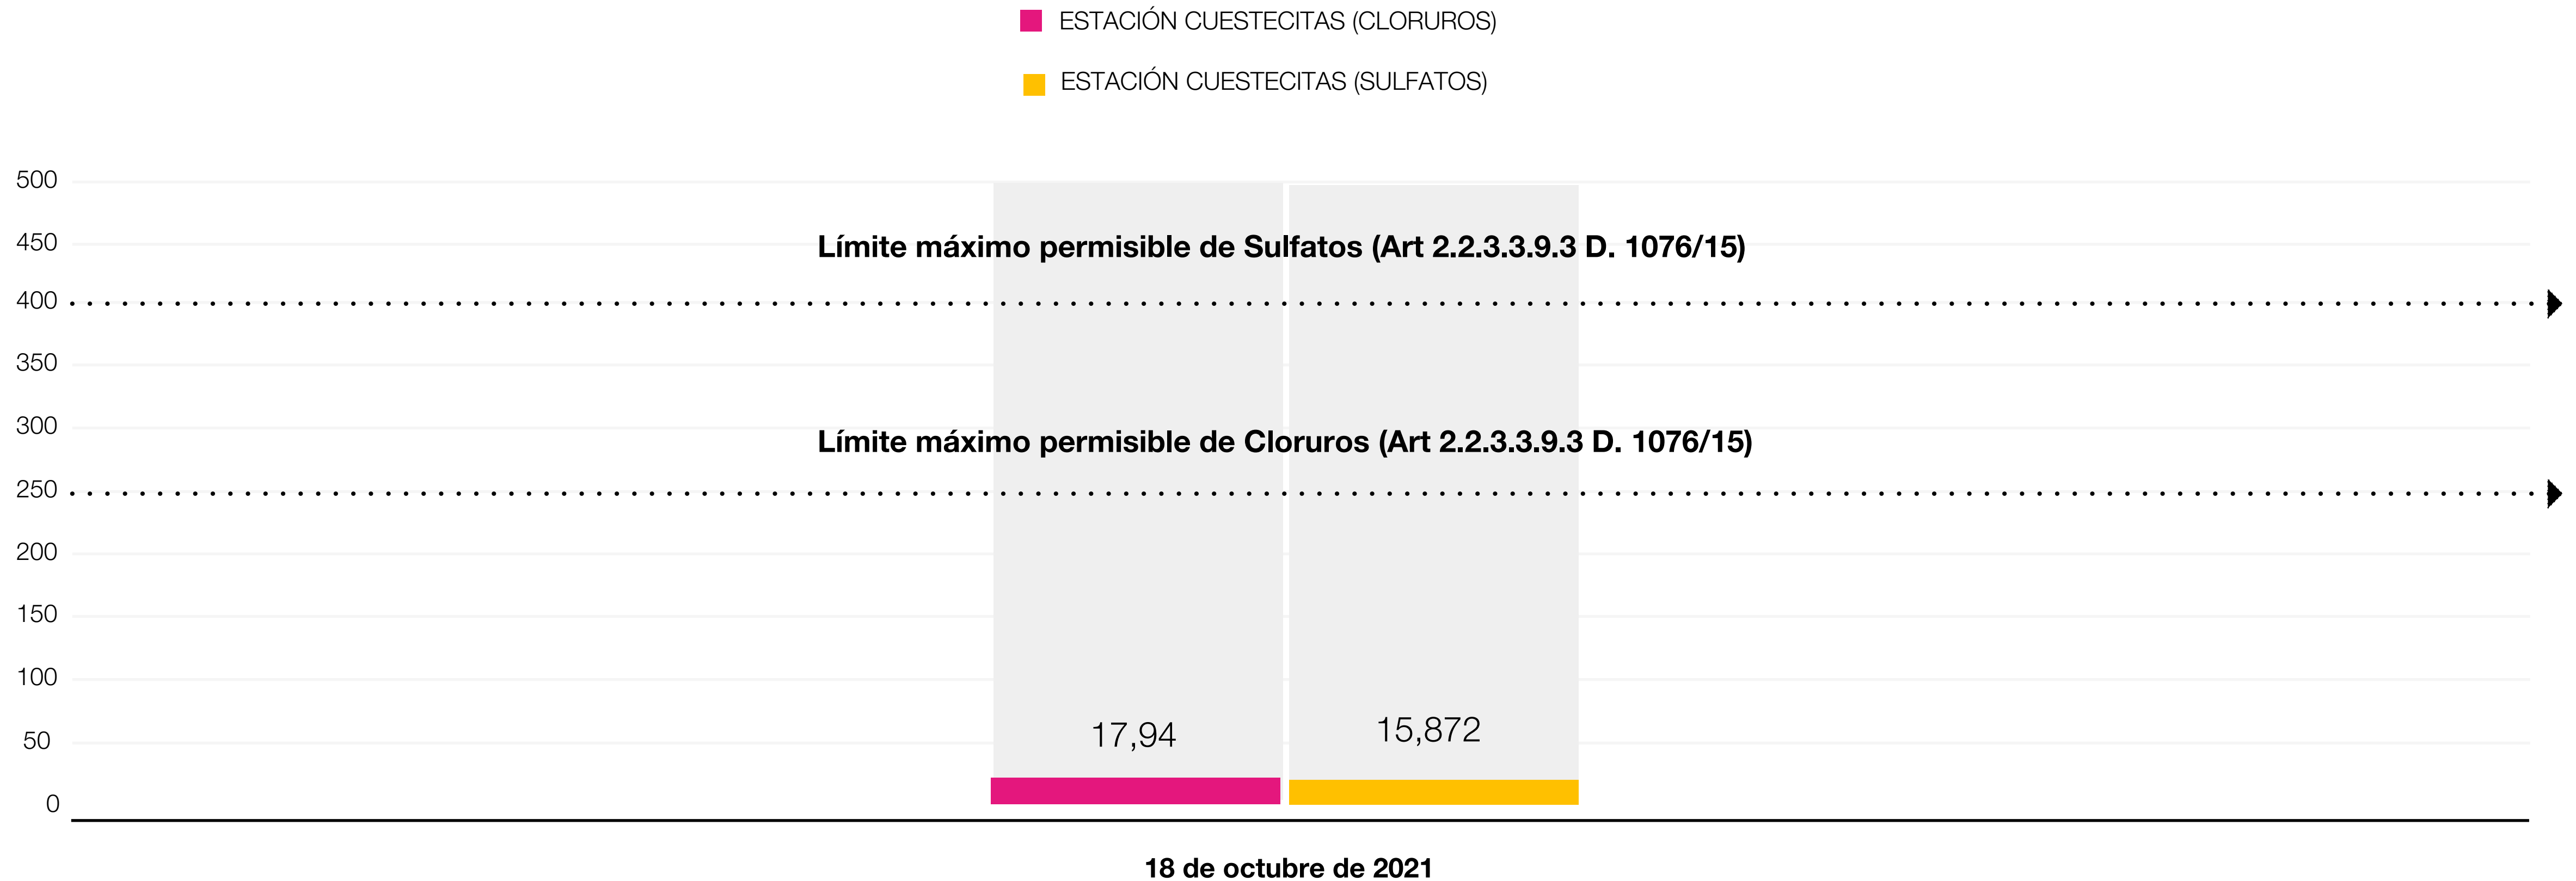 ESTACIÓN CUESTECITAS (CLORUROS)
ESTACIÓN CUESTECITAS (SULFATOS)
500
450
Límite máximo permisible de Sulfatos (Art 2.2.3.3.9.3 D. 1076/15)
400
350
300
Límite máximo permisible de Cloruros (Art 2.2.3.3.9.3 D. 1076/15)
250
200
150
100
50
17,94
15,872
0
18 de octubre de 2021